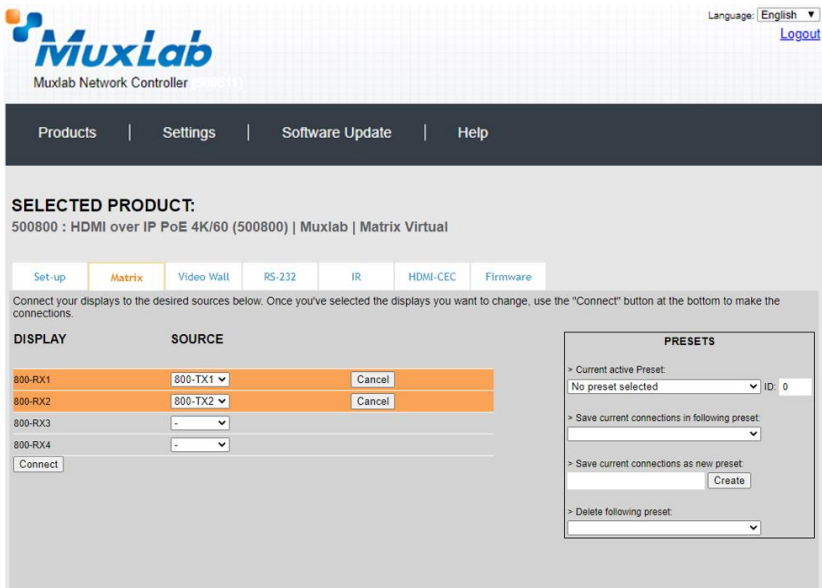 Language: English
Logout
MuxLab
Muxlab Network Controller
Products | Settings | Software Update | Help
SELECTED PRODUCT:
500800 : HDMI over IP PoE 4K/60 (500800) | Muxlab | Matrix Virtual
Set-up Matrix Video Wall RS-232 IR HDMI-CEC Firmware
Connect your displays to the desired sources below. Once you've selected the displays you want to change, use the "Connect" button at the bottom to make the
connections.
DISPLAY SOURCE
800-RX1 800-TX1 Cancel
800-RX2 800-TX2 Cancel
800-RX3 -
800-RX4 -
Connect
PRESETS
> Current active Preset:
No preset selected ID: 0
> Save current connections in following preset:
> Save current connections as new preset:
Create
> Delete following preset: